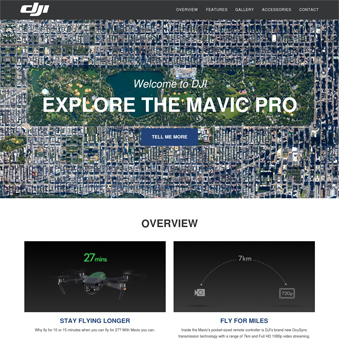 dji
OVERVIEW FEATURES GALLERY ACCESSORIES CONTACT
Welcome to DJI
EXPLORE THE MAVIC PRO
TELL ME MORE
OVERVIEW
27
mins
7km
720p
STAY FLYING LONGER
FLY FOR MILES
Why fly for 10 or 15 minutes when you can fly for 27? With Mavic you can.
Inside the Mavic's pocket-sized remote controller is DJI's brand new OcuSync
transmission technology with a range of 7km and Full HD 1080p video streaming.